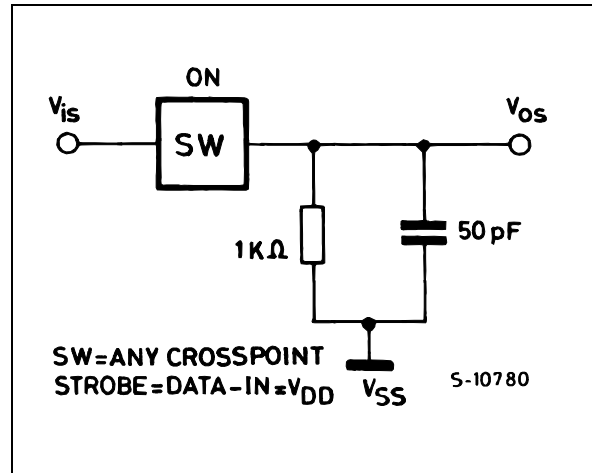 ON
Vis
SW
Vos
1KΩ
50pF
SW=ANY CROSSPOINT
STROBE=DATA-IN=VDD
VSS
S-10780